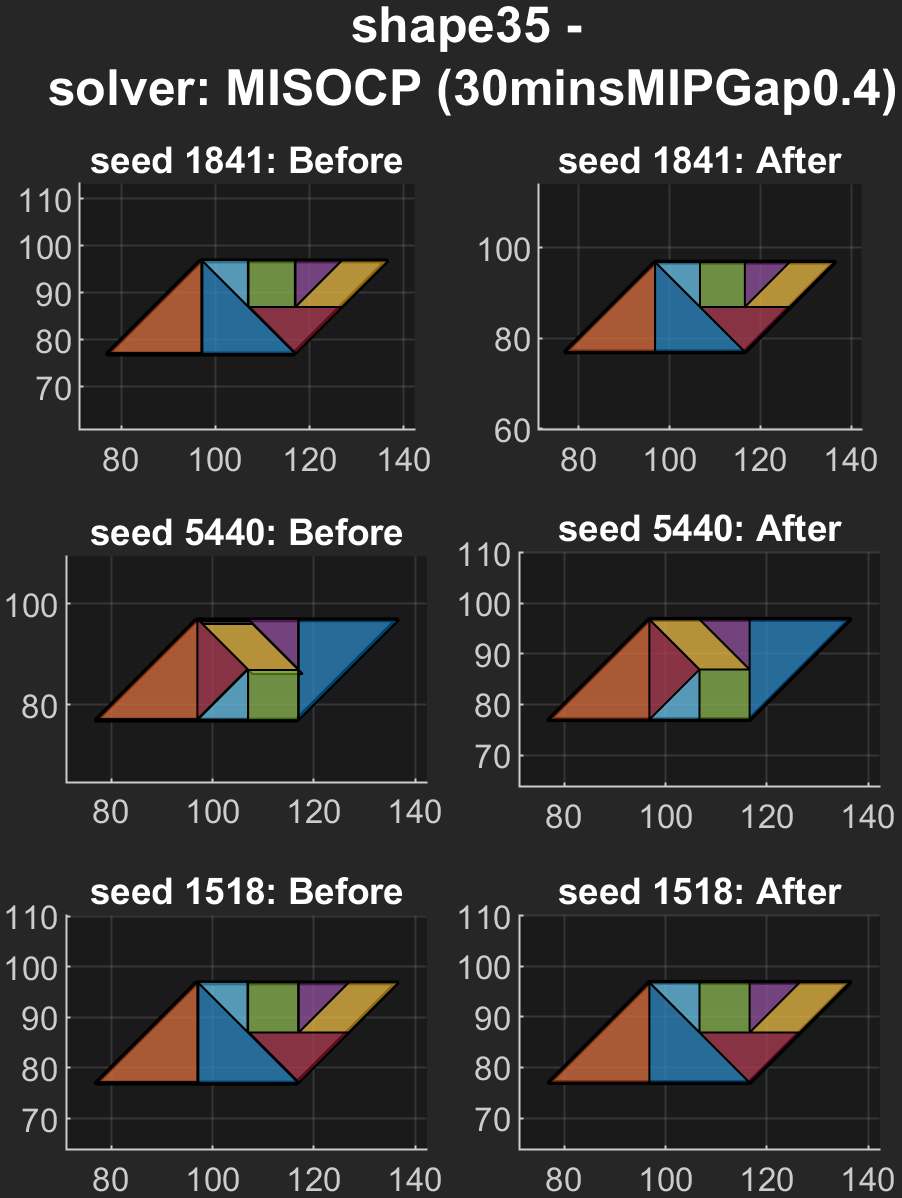 shape35 -
solver: MISOCP (30minsMIPGap0.4)
seed 1841: Before
110
100
90
80
70
80 100 120 140
seed 1841: After
100
80
60
80 100 120 140
seed 5440: Before
100
80
80 100 120 140
seed 5440: After
110
100
90
80
70
80 100 120 140
seed 1518: Before
110
100
90
80
70
80 100 120 140
seed 1518: After
110
100
90
80
70
80 100 120 140